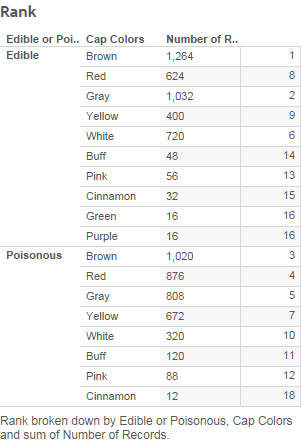 Rank
Edible or Poi.. Cap Colors Number of R..
Edible Brown 1,264 1
Red 624 8
Gray 1,032 2
Yellow 400 9
White 720 6
Buff 48 14
Pink 56 13
Cinnamon 32 15
Green 16 16
Purple 16 16
Poisonous Brown 1,020 3
Red 876 4
Gray 808 5
Yellow 672 7
White 320 10
Buff 120 11
Pink 88 12
Cinnamon 12 18
Rank broken down by Edible or Poisonous, Cap Colors
and sum of Number of Records.